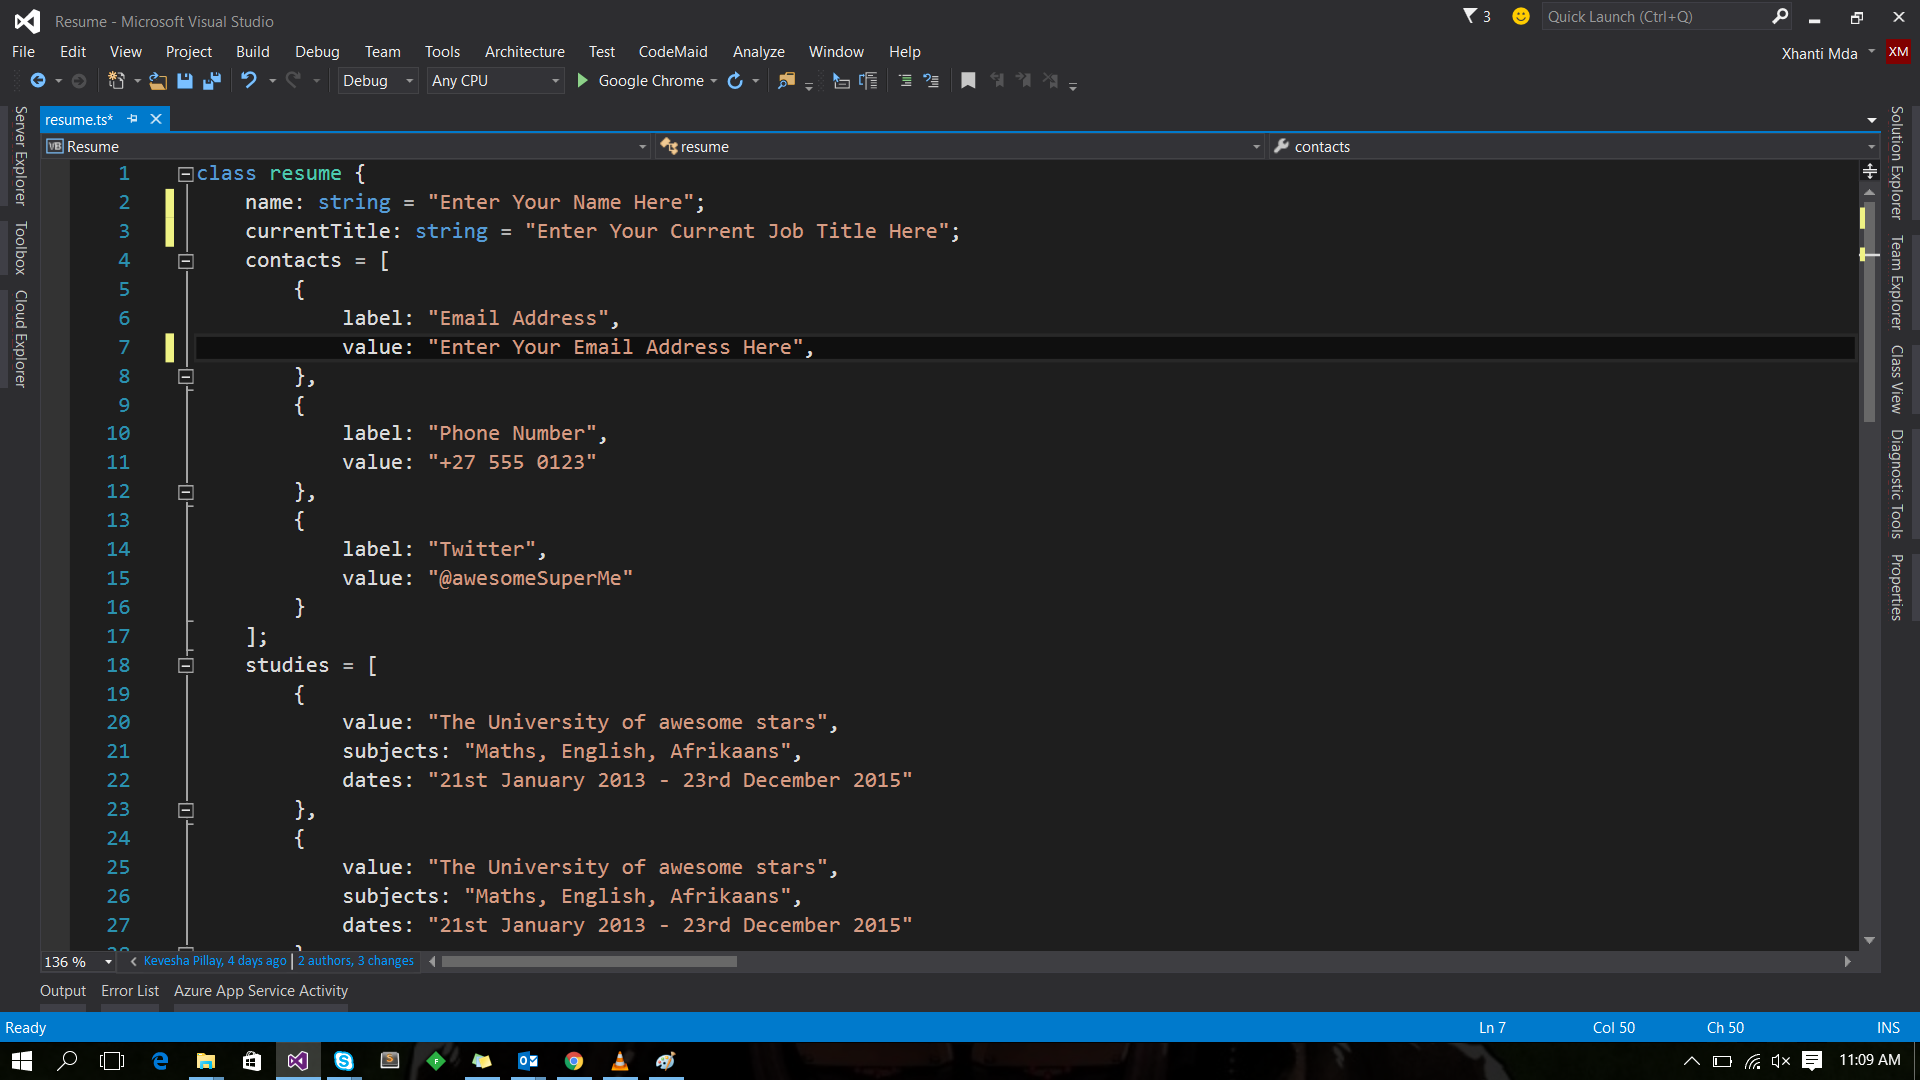 Resume - Microsoft Visual Studio
3
Quick Launch (Ctrl+Q)
File Edit View Project Build Debug Team Tools Architecture Test CodeMaid Analyze Window Help
Xhanti Mda XM
Debug Any CPU Google Chrome
resume.ts*
VB Resume
resume
contacts
Server Explorer
Toolbox
Cloud Explorer
1 class resume {
2 name: string = "Enter Your Name Here";
3 currentTitle: string = "Enter Your Current Job Title Here";
4 contacts = [
5 {
6 label: "Email Address",
7 value: "Enter Your Email Address Here",
8 },
9 {
10 label: "Phone Number",
11 value: "+27 555 0123"
12 },
13 {
14 label: "Twitter",
15 value: "@awesomeSuperMe"
16 }
17 ];
18 studies = [
19 {
20 value: "The University of awesome stars",
21 subjects: "Maths, English, Afrikaans",
22 dates: "21st January 2013 - 23rd December 2015"
23 },
24 {
25 value: "The University of awesome stars",
26 subjects: "Maths, English, Afrikaans",
27 dates: "21st January 2013 - 23rd December 2015"
Solution Explorer
Team Explorer
Class View
Diagnostic Tools
Properties
136 % Kevesha Pillay, 4 days ago | 2 authors, 3 changes
Output Error List Azure App Service Activity
Ready Ln 7 Col 50 Ch 50 INS
11:09 AM